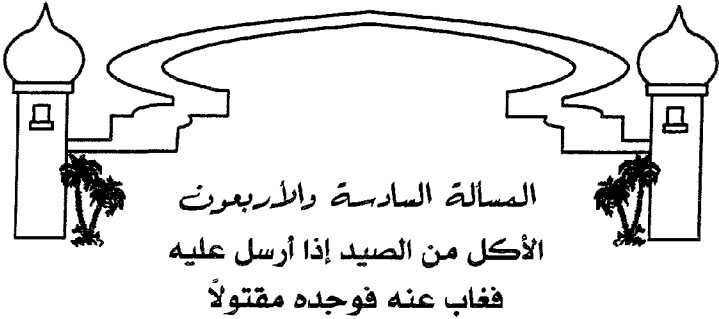 المسألة السادسة والأربعون
الأكل من الصيد إذا أرسل عليه
فغاب عنه فوجده مقتولاً